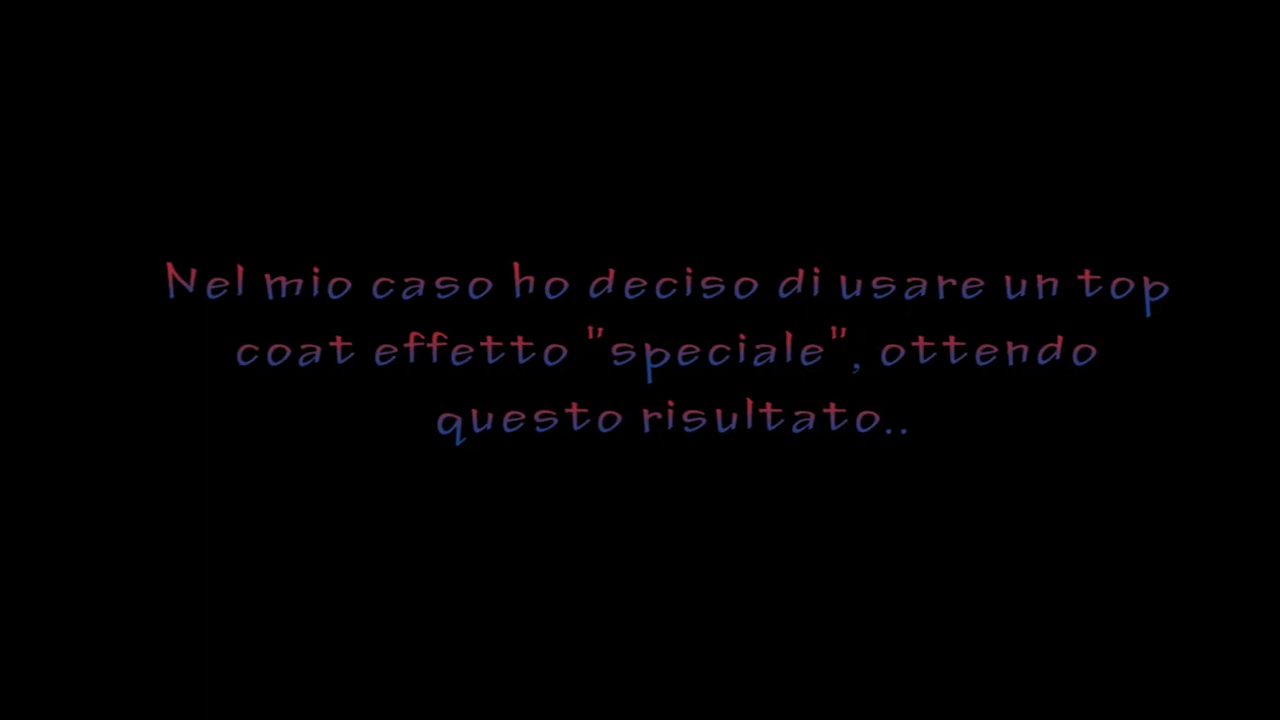 Nel mio caso ho deciso di usare un top
coat effetto "speciale", ottendo
questo risultato..